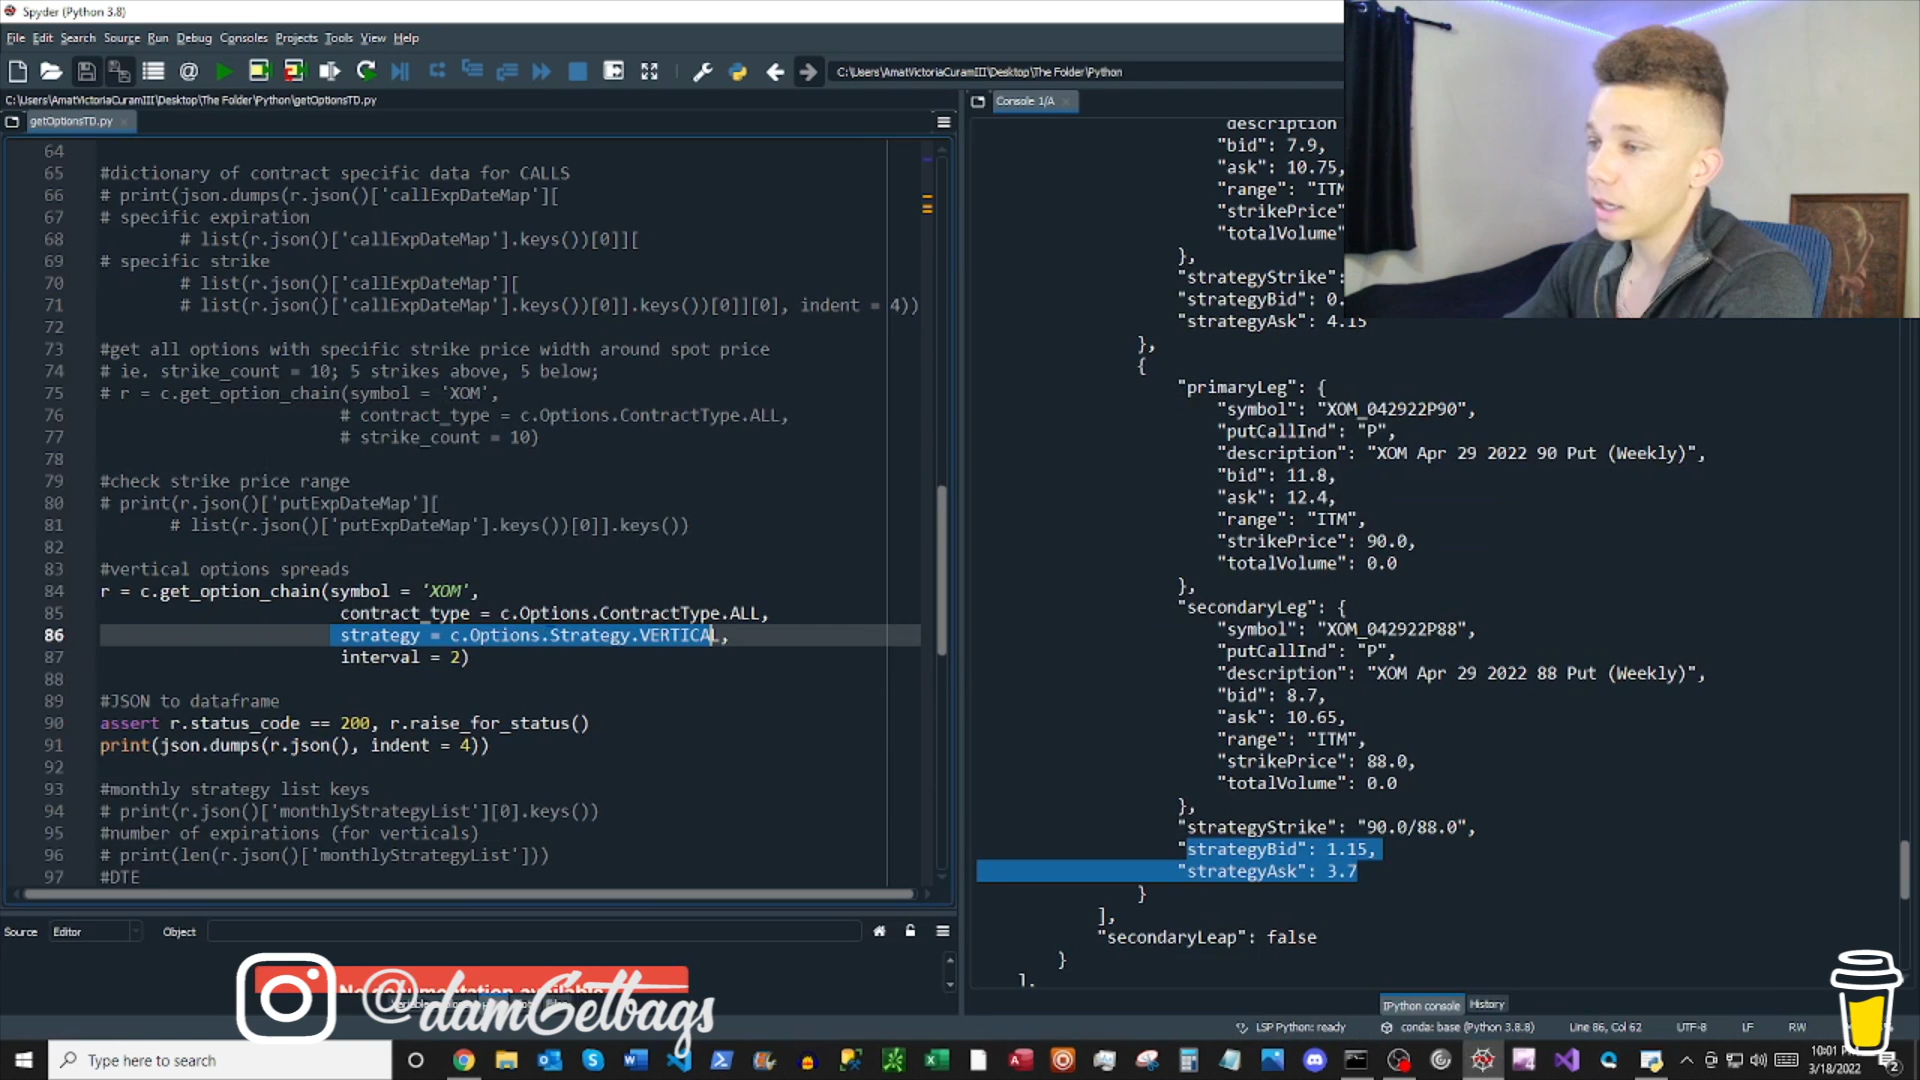 Spyder (Python 3.8)
File Edit Search Source Run Debug Consoles Projects Tools View Help
C:\Users\AmatVictoriaCuramIII\Desktop\The Folder\Python
C:\Users\AmatVictoriaCuramIII\Desktop\The Folder\Python\getOptionsTD.py
getOptionsTD.py
64
65 #dictionary of contract specific data for CALLS
66 # print(json.dumps(r.json()['callExpDateMap'][
67 # specific expiration
68 # list(r.json()['callExpDateMap'].keys())[0]][
69 # specific strike
70 # list(r.json()['callExpDateMap'][
71 # list(r.json()['callExpDateMap'].keys())[0]].keys())[0]][0], indent = 4))
72
73 #get all options with specific strike price width around spot price
74 # ie. strike_count = 10; 5 strikes above, 5 below;
75 # r = c.get_option_chain(symbol = 'XOM',
76 # contract_type = c.Options.ContractType.ALL,
77 # strike_count = 10)
78
79 #check strike price range
80 # print(r.json()['putExpDateMap'][
81 # list(r.json()['putExpDateMap'].keys())[0]].keys())
82
83 #vertical options spreads
84 r = c.get_option_chain(symbol = 'XOM',
85 contract_type = c.Options.ContractType.ALL,
86 strategy = c.Options.Strategy.VERTICAL,
87 interval = 2)
88
89 #JSON to dataframe
90 assert r.status_code == 200, r.raise_for_status()
91 print(json.dumps(r.json(), indent = 4))
92
93 #monthly strategy list keys
94 # print(r.json()['monthlyStrategyList'][0].keys())
95 #number of expirations (for verticals)
96 # print(len(r.json()['monthlyStrategyList']))
97 #DTE
Source Editor Object
@damGetbags
Console 1/A
description
"bid": 7.9,
"ask": 10.75,
"range": "ITM
"strikePrice"
"totalVolume"
},
"strategyStrike":
"strategyBid": 0.
"strategyAsk": 4.15
},
{
"primaryLeg": {
"symbol": "XOM_042922P90",
"putCallInd": "P",
"description": "XOM Apr 29 2022 90 Put (Weekly)",
"bid": 11.8,
"ask": 12.4,
"range": "ITM",
"strikePrice": 90.0,
"totalVolume": 0.0
},
"secondaryLeg": {
"symbol": "XOM_042922P88",
"putCallInd": "P",
"description": "XOM Apr 29 2022 88 Put (Weekly)",
"bid": 8.7,
"ask": 10.65,
"range": "ITM",
"strikePrice": 88.0,
"totalVolume": 0.0
},
"strategyStrike": "90.0/88.0",
"strategyBid": 1.15,
"strategyAsk": 3.7
}
],
"secondaryLeap": false
}
],
IPython console History
LSP Python: ready conda: base (Python 3.8.8) Line 86, Col 62 UTF-8 LF RW
Type here to search
10:01 PM
3/18/2022
2